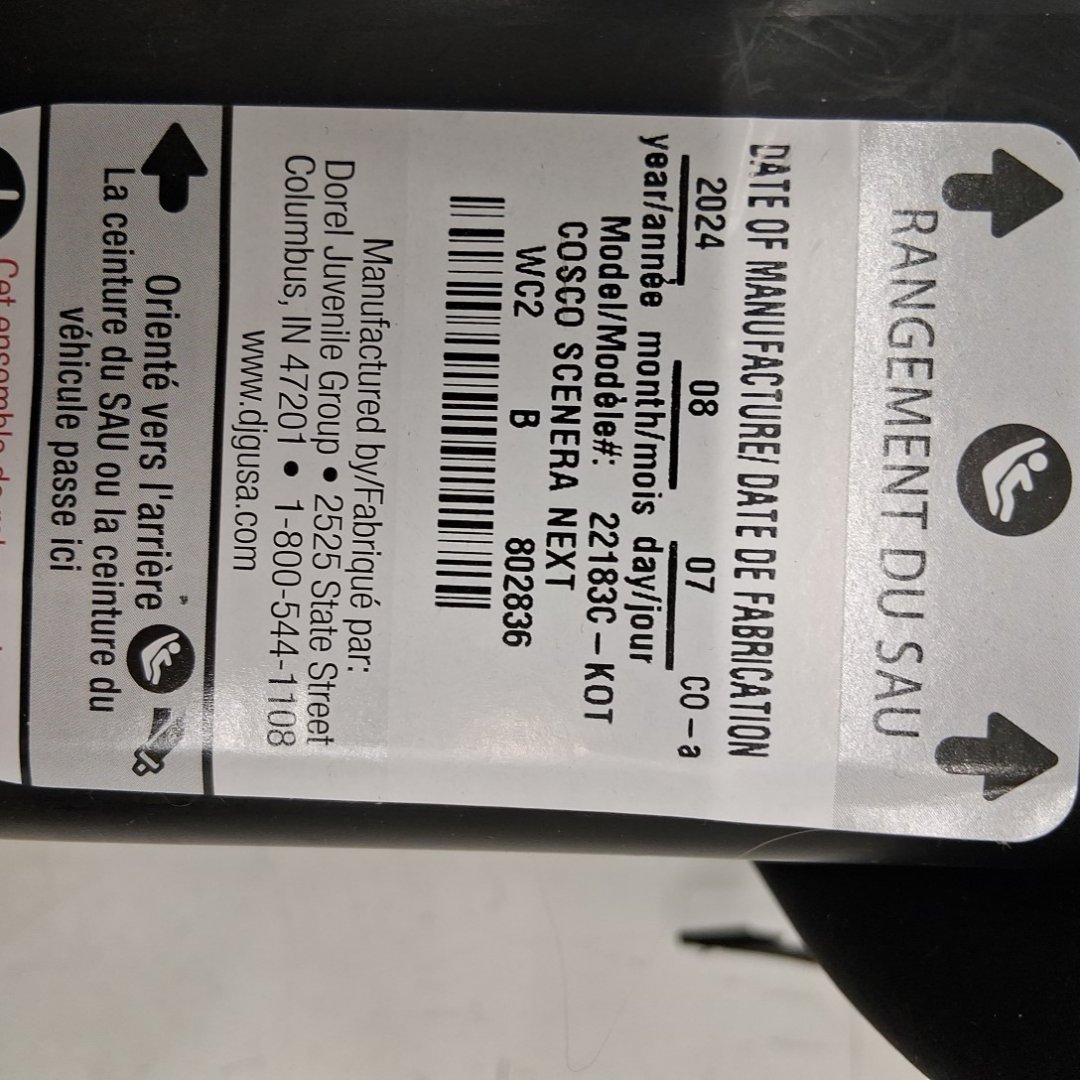 RANGEMENT DU SAU
DATE OF MANUFACTURE/ DATE DE FABRICATION
2024 08 07 CO-a
year/année month/mois day/jour
Model/Modèle#: 22183C-KOT
COSCO SCENERA NEXT
WC2 B 802836
Manufactured by/Fabriqué par:
Dorel Juvenile Group • 2525 State Street
Columbus, IN 47201 • 1-800-544-1108
www.djgusa.com
Orienté vers l'arrière
La ceinture du SAU ou la ceinture du
véhicule passe ici
Cet ensemble